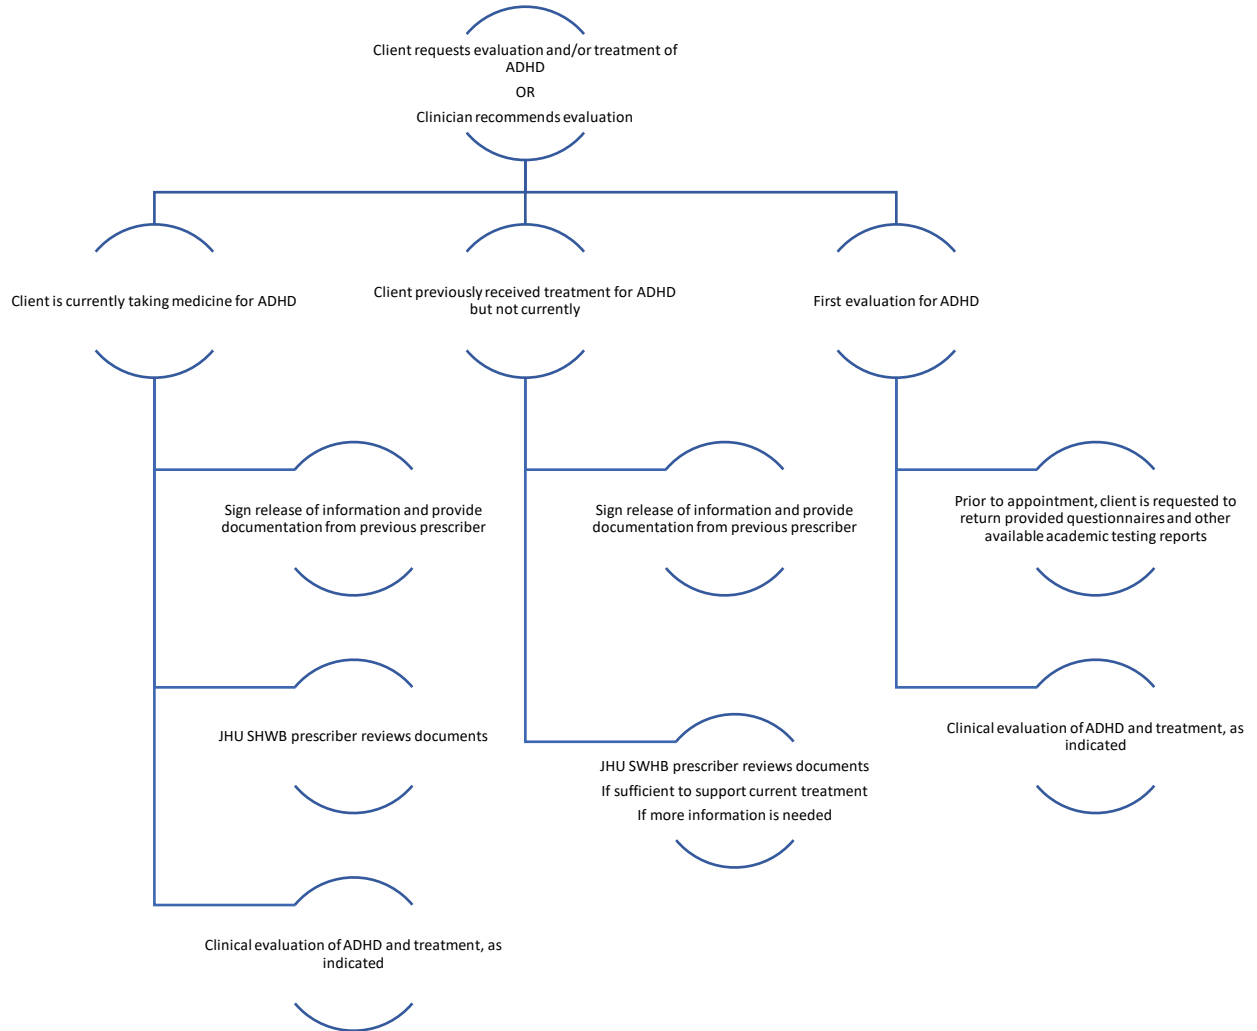 Client requests evaluation and/or treatment of
ADHD
OR
Clinician recommends evaluation
Client is currently taking medicine for ADHD
Client previously received treatment for ADHD
but not currently
First evaluation for ADHD
Sign release of information and provide
documentation from previous prescriber
Sign release of information and provide
documentation from previous prescriber
Prior to appointment, client is requested to
return provided questionnaires and other
available academic testing reports
JHU SHWB prescriber reviews documents
JHU SWHB prescriber reviews documents
If sufficient to support current treatment
If more information is needed
Clinical evaluation of ADHD and treatment, as
indicated
Clinical evaluation of ADHD and treatment, as
indicated